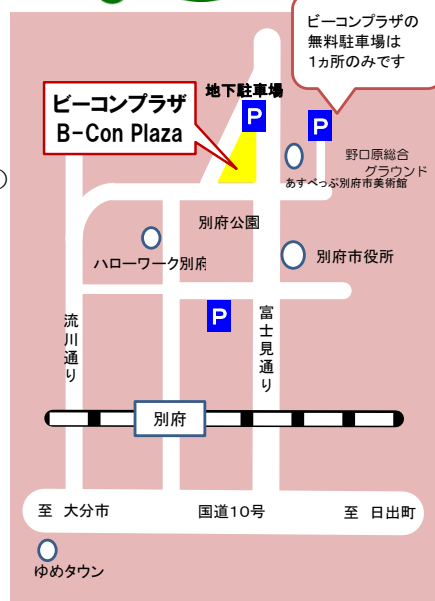 ビーコンプラザの
無料駐車場は
1ヵ所のみです
地下駐車場
P
P
ビーコンプラザ
B-Con Plaza
野口原総合
グラウンド
あすべっぷ別府市美術館
別府公園
ハローワーク別府
別府市役所
P
流川通り
富士見通り
別府
至 大分市
国道10号
至 日出町
ゆめタウン